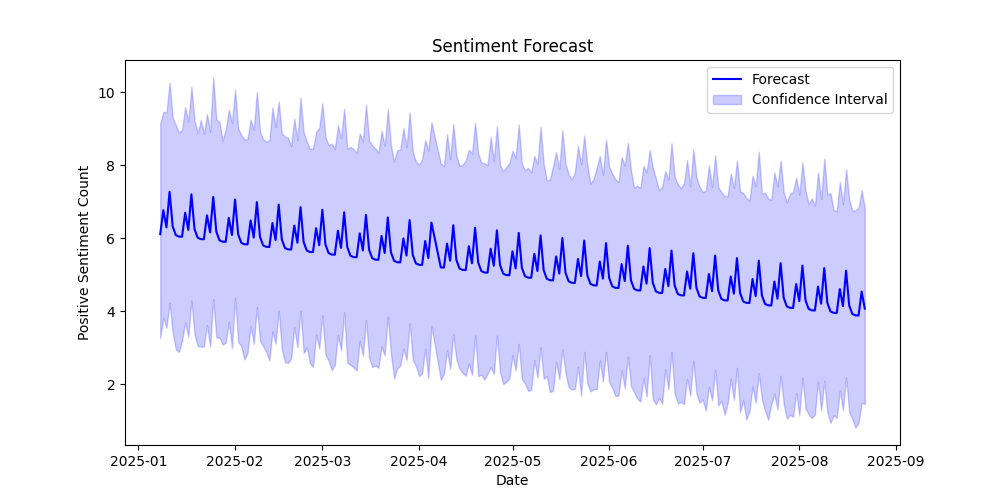 Sentiment Forecast
Forecast
Confidence Interval
Positive Sentiment Count
10
8
6
4
2
2025-01 2025-02 2025-03 2025-04 2025-05 2025-06 2025-07 2025-08 2025-09
Date